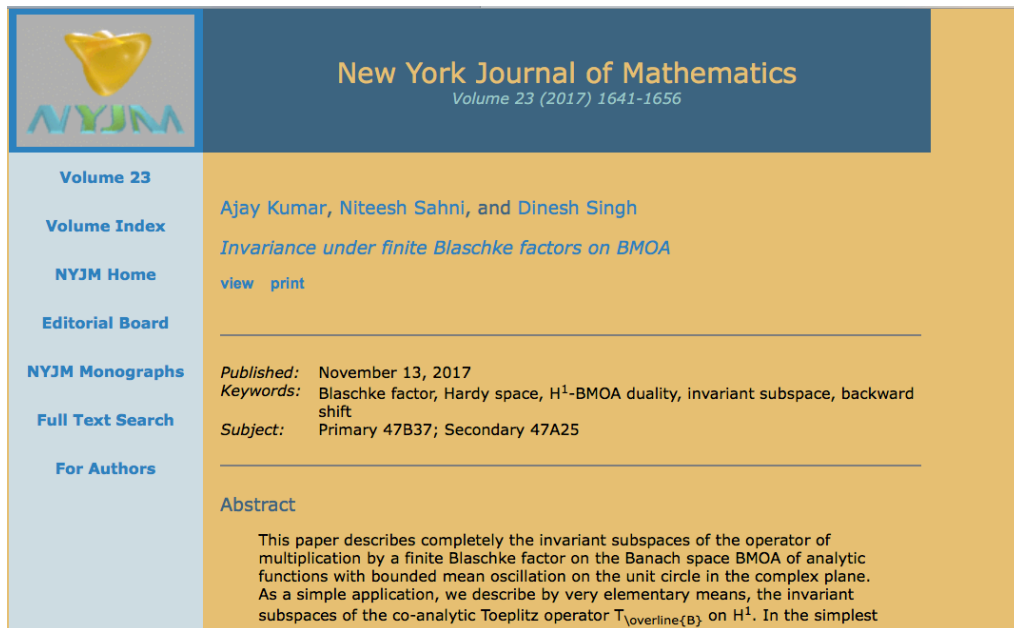 NYJM
New York Journal of Mathematics
Volume 23 (2017) 1641-1656
Volume 23
Volume Index
NYJM Home
Editorial Board
NYJM Monographs
Full Text Search
For Authors
Ajay Kumar, Niteesh Sahni, and Dinesh Singh
Invariance under finite Blaschke factors on BMOA
view print
Published: November 13, 2017
Keywords: Blaschke factor, Hardy space, H¹-BMOA duality, invariant subspace, backward
shift
Subject: Primary 47B37; Secondary 47A25
Abstract
This paper describes completely the invariant subspaces of the operator of
multiplication by a finite Blaschke factor on the Banach space BMOA of analytic
functions with bounded mean oscillation on the unit circle in the complex plane.
As a simple application, we describe by very elementary means, the invariant
subspaces of the co-analytic Toeplitz operator T\overline{B} on H¹. In the simplest